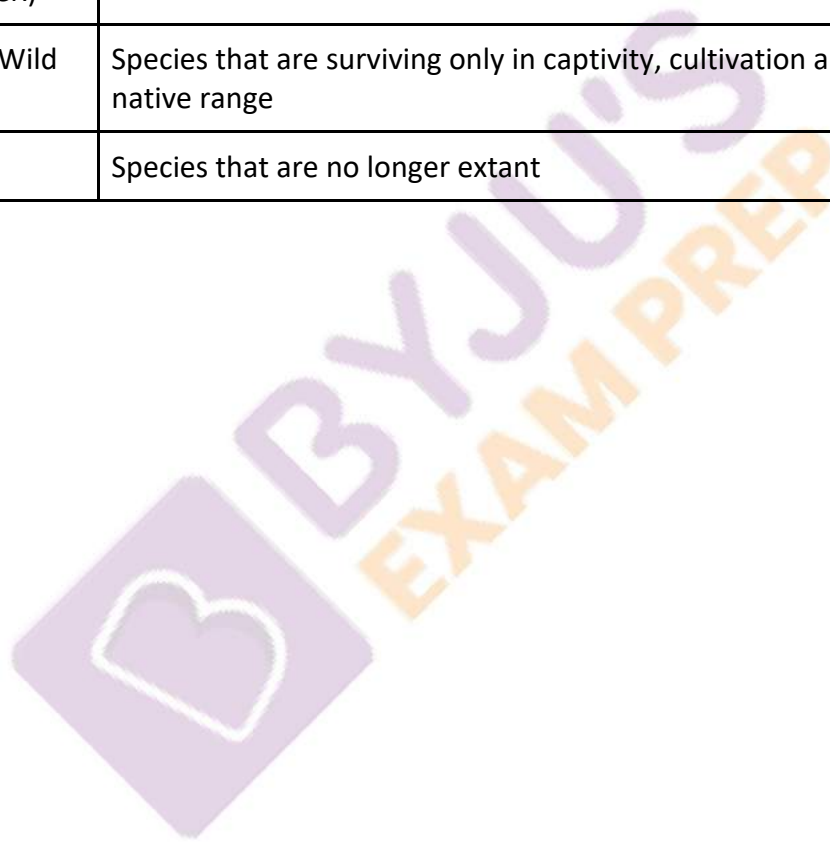 Wild
Species that are surviving only in captivity, cultivation a
native range
Species that are no longer extant
BYJU'S
EXAM PREP